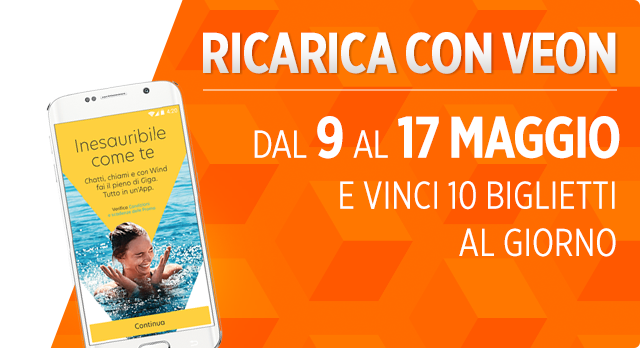 RICARICA CON VEON
DAL 9 AL 17 MAGGIO
E VINCI 10 BIGLIETTI
AL GIORNO
Inesauribile
come te
Chatti, chiami e con Wind
fai il pieno di Giga.
Tutto in un'App.
Verifica
Continua